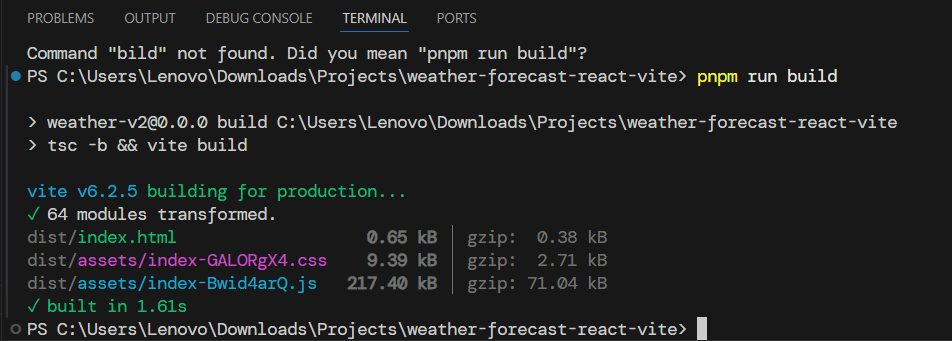 PROBLEMS OUTPUT DEBUG CONSOLE TERMINAL PORTS
Command "bild" not found. Did you mean "pnpm run build"?
PS C:\Users\Lenovo\Downloads\Projects\weather-forecast-react-vite> pnpm run build
> weather-v2@0.0.0 build C:\Users\Lenovo\Downloads\Projects\weather-forecast-react-vite
> tsc -b && vite build
vite v6.2.5 building for production...
✓ 64 modules transformed.
dist/index.html 0.65 kB │ gzip: 0.38 kB
dist/assets/index-GALORgX4.css 9.39 kB │ gzip: 2.71 kB
dist/assets/index-Bwid4arQ.js 217.40 kB │ gzip: 71.04 kB
✓ built in 1.61s
PS C:\Users\Lenovo\Downloads\Projects\weather-forecast-react-vite>